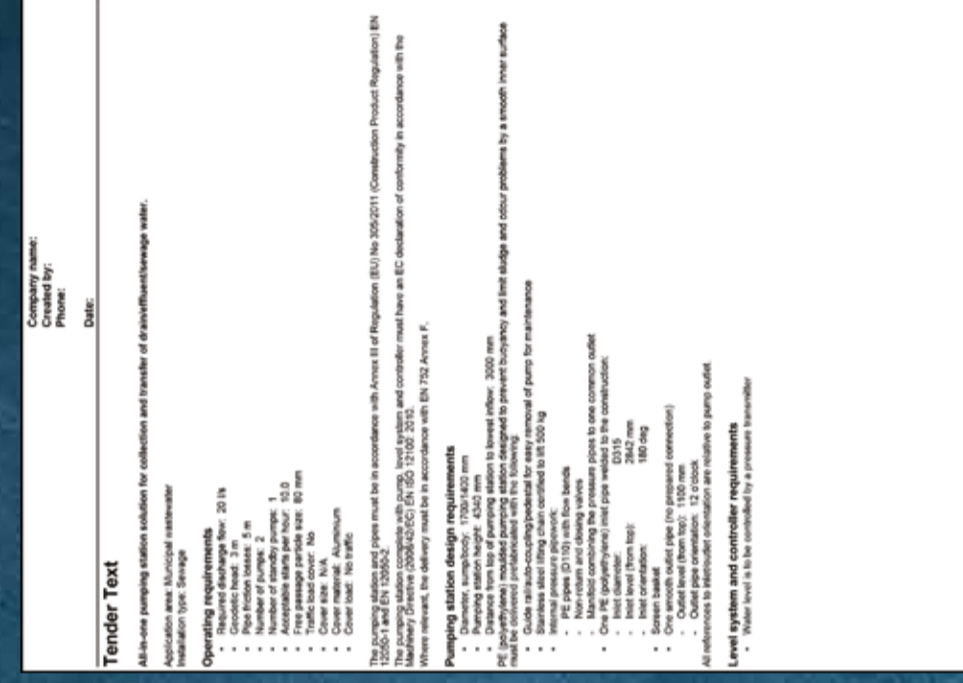 Company name:
Created by:
Phone:
Date:
Tender Text
All-in-one pumping station solution for collection and transfer of drain/effluent/sewage water.
Application area: Municipal wastewater
Installation type: Sewage
Operating requirements
- Required discharge flow: 20 l/s
- Geodetic head: 3 m
- Pipe friction losses: 5 m
- Number of pumps: 2
- Number of standby pumps: 1
- Acceptable starts per hour: 10.0
- Free passage particle size: 80 mm
- Traffic load cover: No
- Cover size: N/A
- Cover material: Aluminium
- Cover load: No traffic
The pumping station and pipes must be in accordance with Annex III of Regulation (EU) No 305/2011 (Construction Product Regulation) EN
12050-1 and EN 12050-2.
The pumping station complete with pump, level system and controller must have an EC declaration of conformity in accordance with the
Machinery Directive (2006/42/EC) EN ISO 12100: 2010.
Where relevant, the delivery must be in accordance with EN 752 Annex F.
Pumping station design requirements
- Diameter, sump/body: 1700/1400 mm
- Pumping station height: 4340 mm
- Distance from top of pumping station to lowest inflow: 3000 mm
PE (polyethylene) moulded pumping station designed to prevent buoyancy and limit sludge and odour problems by a smooth inner surface
must be delivered prefabricated with the following:
- Guide rail/auto-coupling/pedestal for easy removal of pump for maintenance
- Stainless steel lifting chain certified to lift 500 kg
- Internal pressure pipework:
- PE pipes (D110) with bends
- Non-return and closing valves
- Manifold combining the pressure pipes to one common outlet
- One PE (polyethylene) inlet pipe welded to the construction:
- Inlet diameter: D315
- Inlet level (from top): 2842 mm
- Inlet orientation: 180 deg
- Screen basket
- One smooth outlet pipe (no prepared connection)
- Outlet level (from top): 1100 mm
- Outlet pipe orientation: 12 o'clock
All references to inlet/outlet orientation are relative to pump outlet.
Level system and controller requirements
- Water level is to be controlled by a pressure transmitter